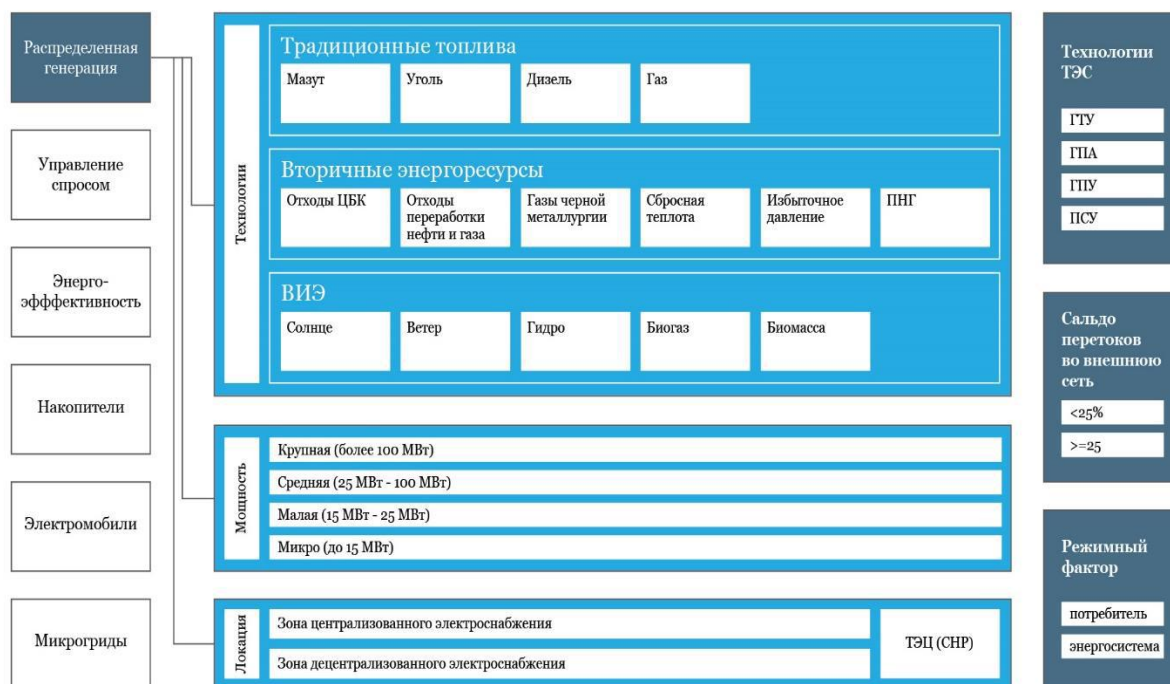 Распределенная
генерация
Управление
спросом
Энерго-
эфффективность
Накопители
Электромобили
Микрогриды
Технологии
Традиционные топлива
Мазут
Уголь
Дизель
Газ
Вторичные энергоресурсы
Отходы ЦБК
Отходы
переработки
нефти и газа
Газы черной
металлургии
Сбросная
теплота
Избыточное
давление
ПНГ
ВИЭ
Солнце
Ветер
Гидро
Биогаз
Биомасса
Мощность
Крупная (более 100 МВт)
Средняя (25 МВт - 100 МВт)
Малая (15 МВт - 25 МВт)
Микро (до 15 МВт)
Локация
Зона централизованного электроснабжения
Зона децентрализованного электроснабжения
ТЭЦ (CHP)
Технологии
ТЭС
ГТУ
ГПА
ГПУ
ПСУ
Сальдо
перетоков
во внешнюю
сеть
<25%
>=25
Режимный
фактор
потребитель
энергосистема